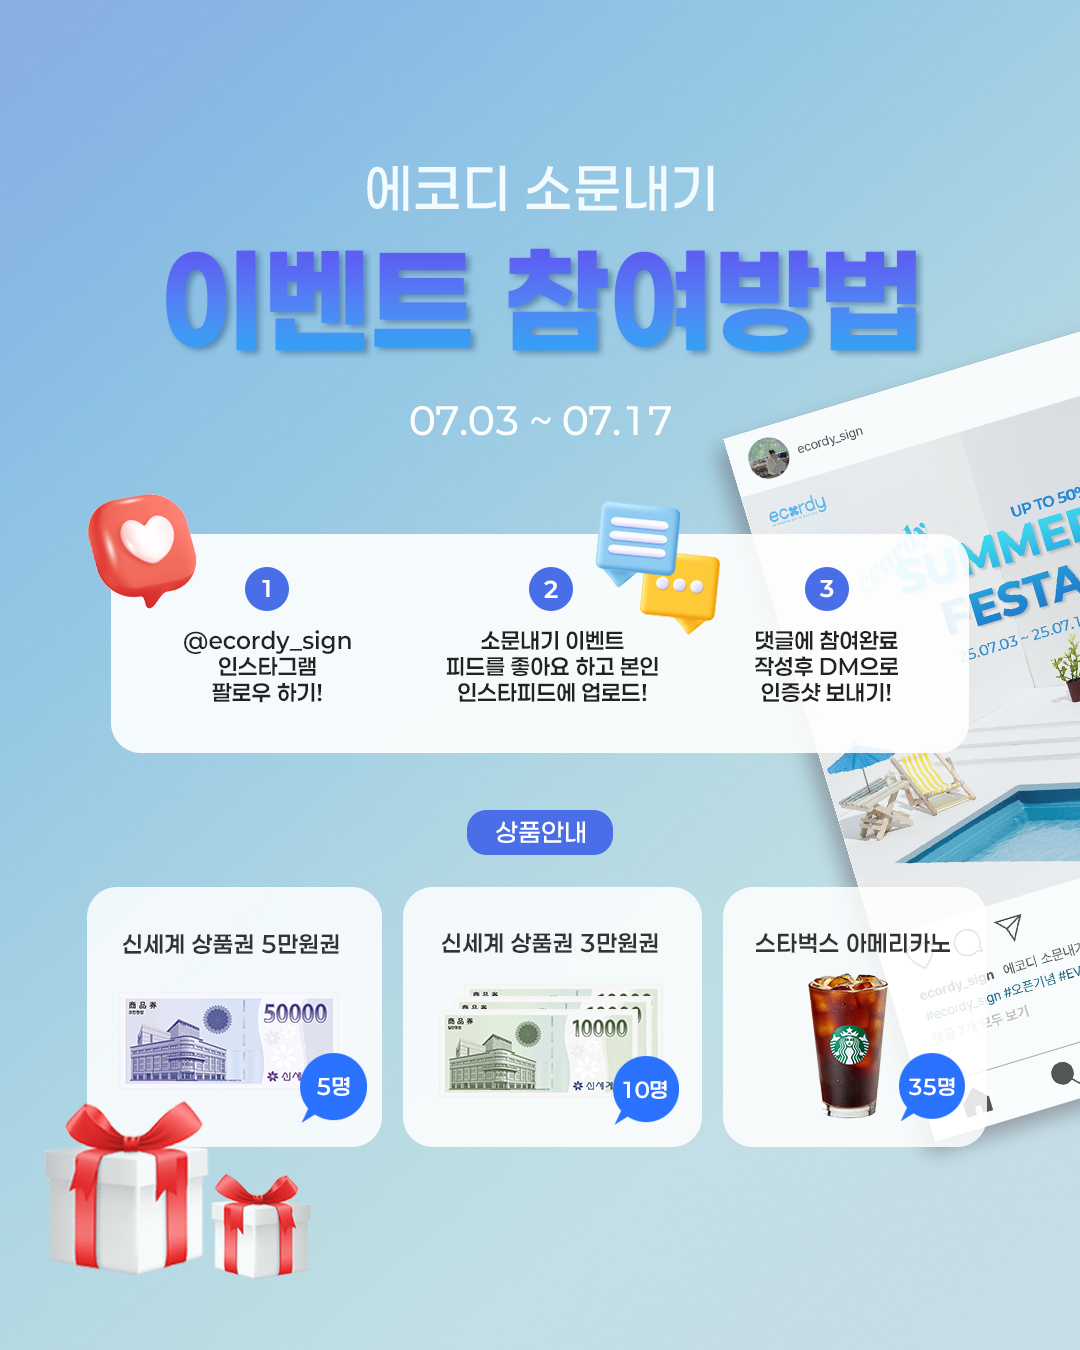 에코디 소문내기
이벤트 참여방법
07.03 ~ 07.17
ecordy_sign
ecordy
UP TO 50%
ecordy
SUMMER
FESTA
25.07.03 ~ 25.07.1
1
@ecordy_sign
인스타그램
팔로우 하기!
2
소문내기 이벤트
피드를 좋아요 하고 본인
인스타피드에 업로드!
3
댓글에 참여완료
작성후 DM으로
인증샷 보내기!
상품안내
신세계 상품권 5만원권
商品券
50000
신세
5명
신세계 상품권 3만원권
商品券
10000
신세계
10명
스타벅스 아메리카노
35명
ecordy_sign 에코디 소문내기
#ecordy_sign #오픈기념 #EV
댓글 7개 모두 보기